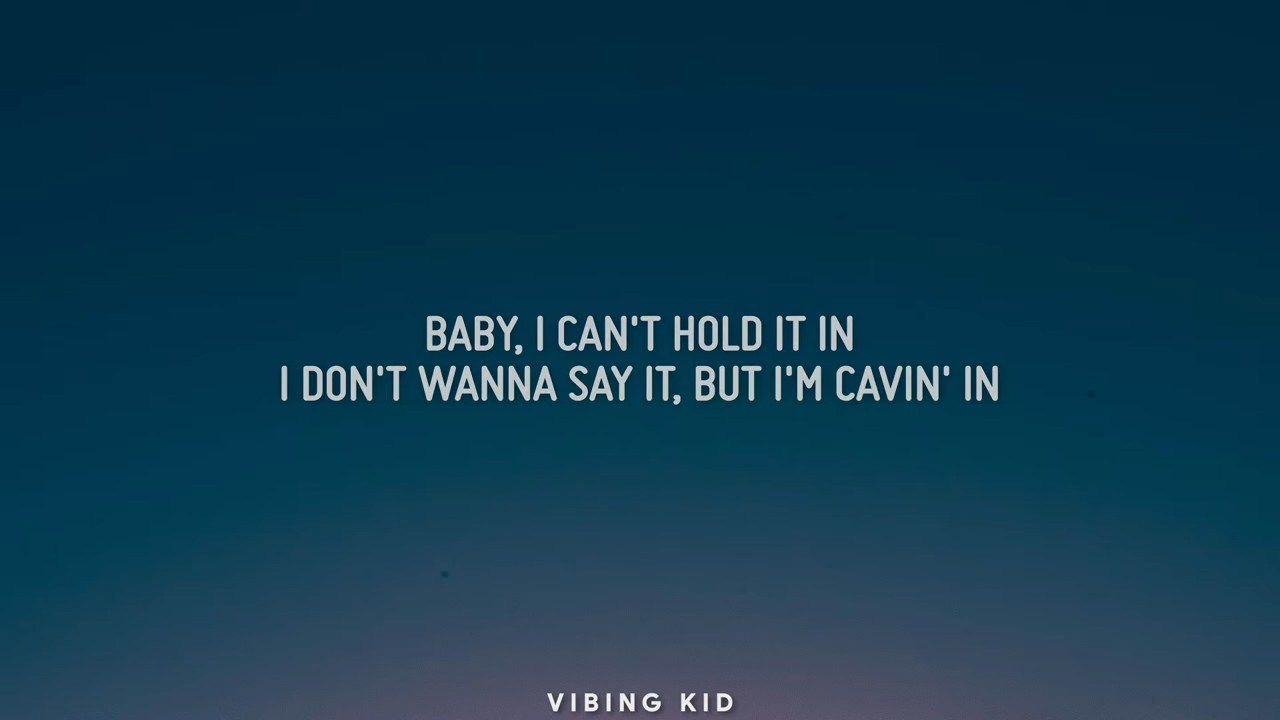 BABY, I CAN'T HOLD IT IN
I DON'T WANNA SAY IT, BUT I'M CAVIN' IN
VIBING KID